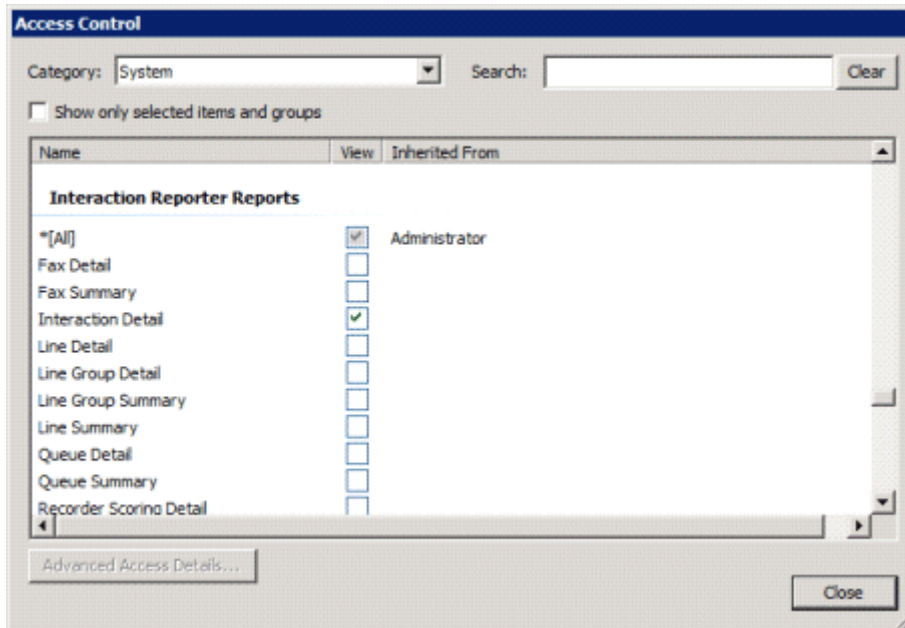 Access Control
Category: System Search: Clear
Show only selected items and groups
Name View Inherited From
Interaction Reporter Reports
*[All] Administrator
Fax Detail
Fax Summary
Interaction Detail
Line Detail
Line Group Detail
Line Group Summary
Line Summary
Queue Detail
Queue Summary
Recorder Scoring Detail
Advanced Access Details...
Close